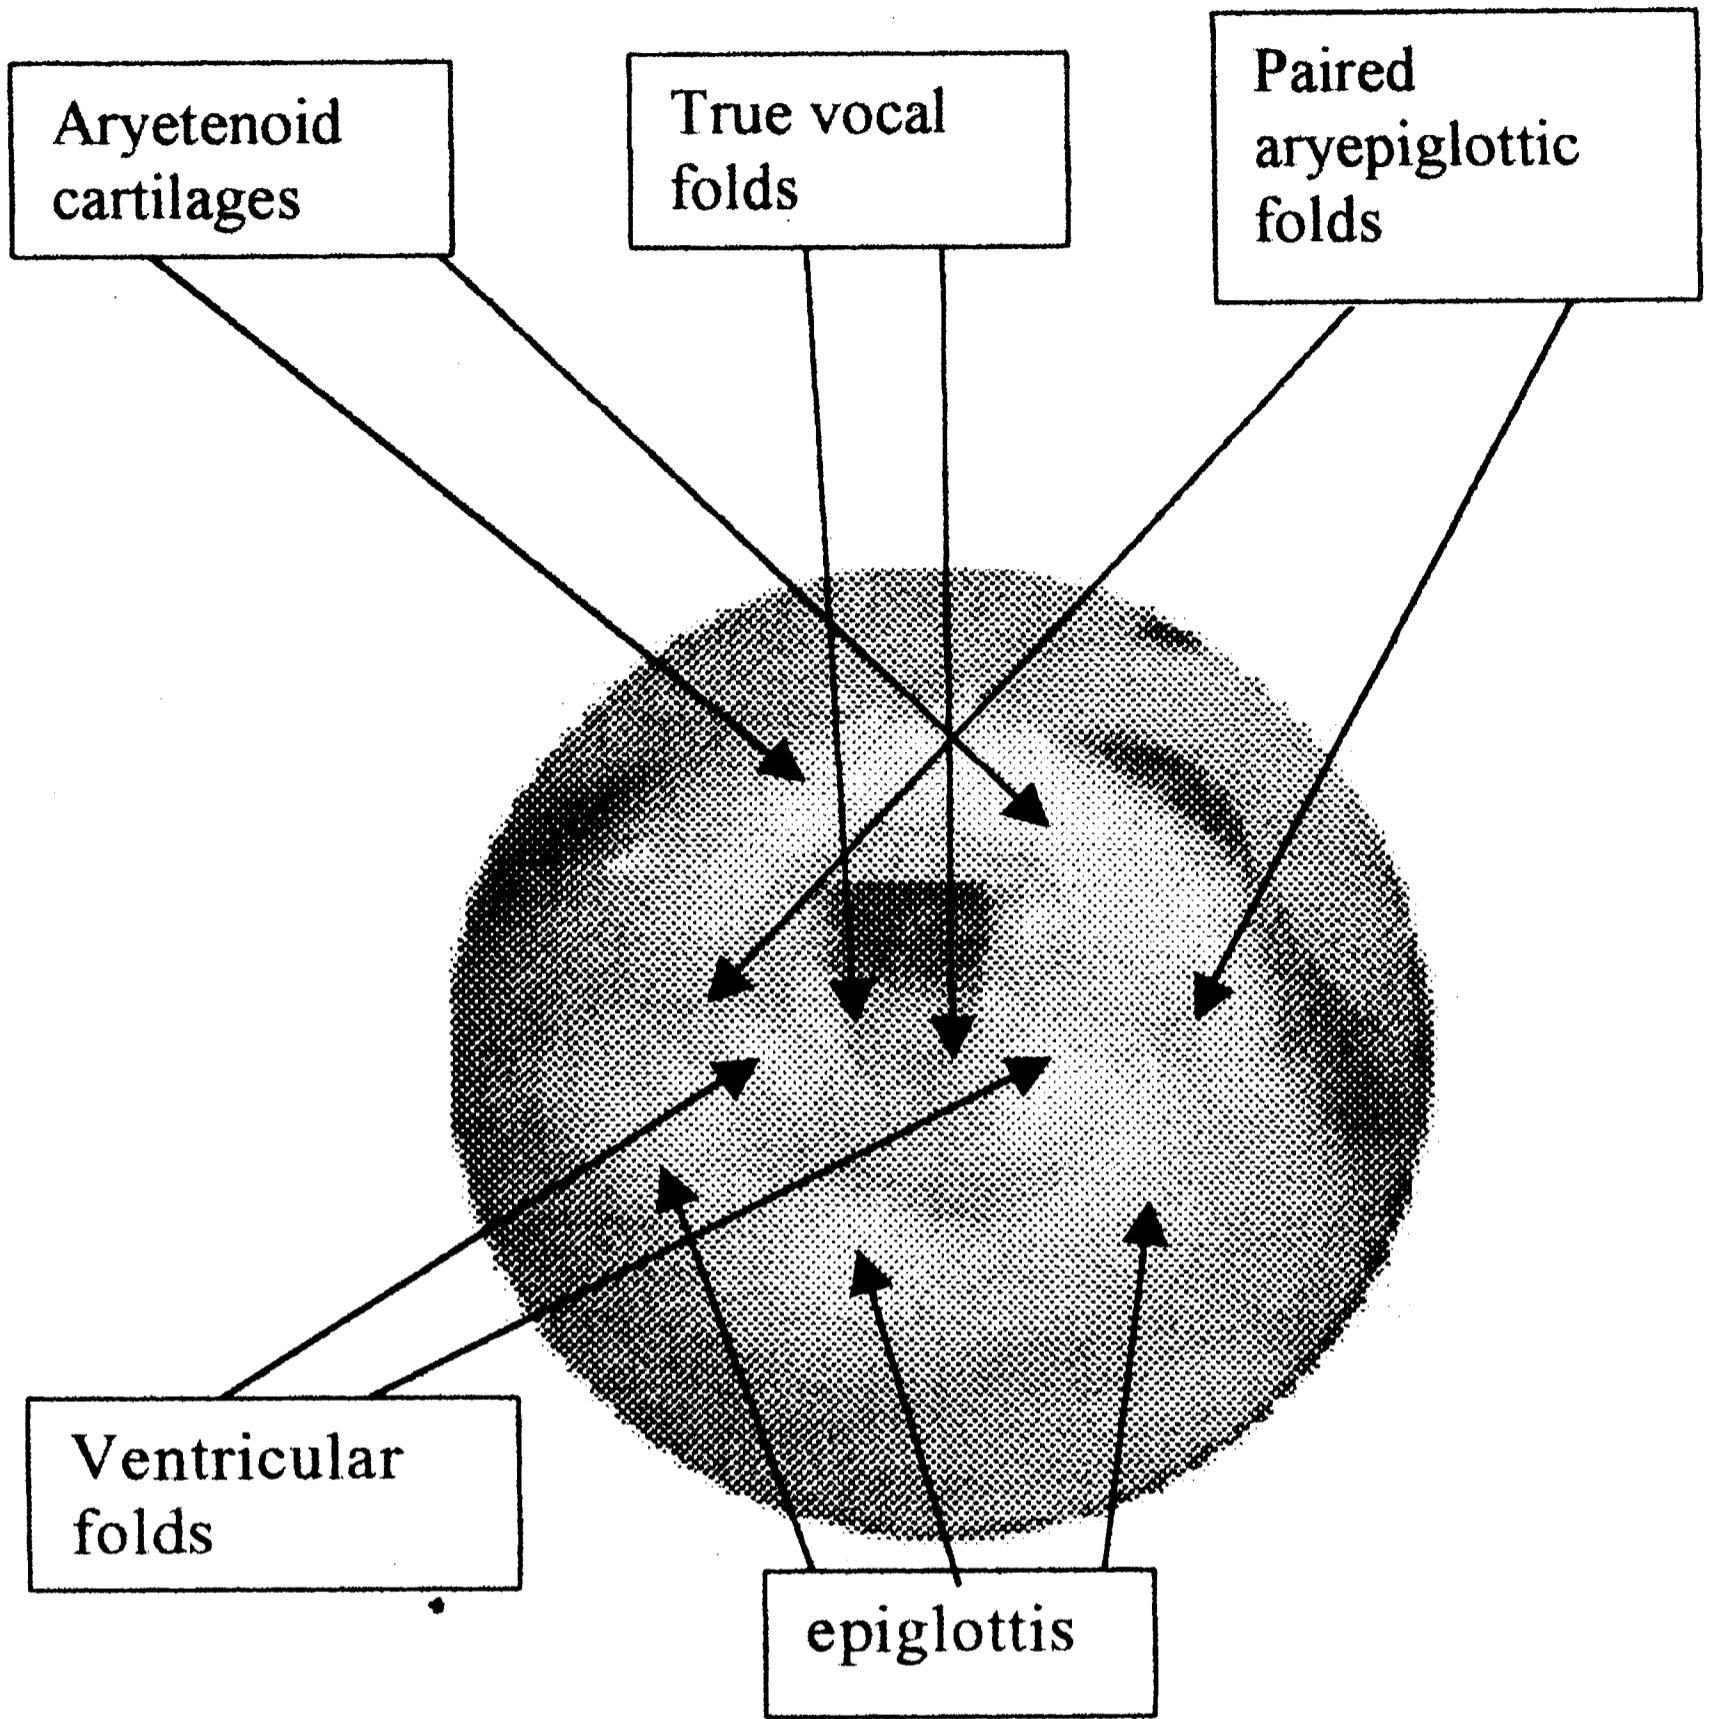 Aryetenoid
cartilages
True vocal
folds
Paired
aryepiglottic
folds
Ventricular
folds
epiglottis